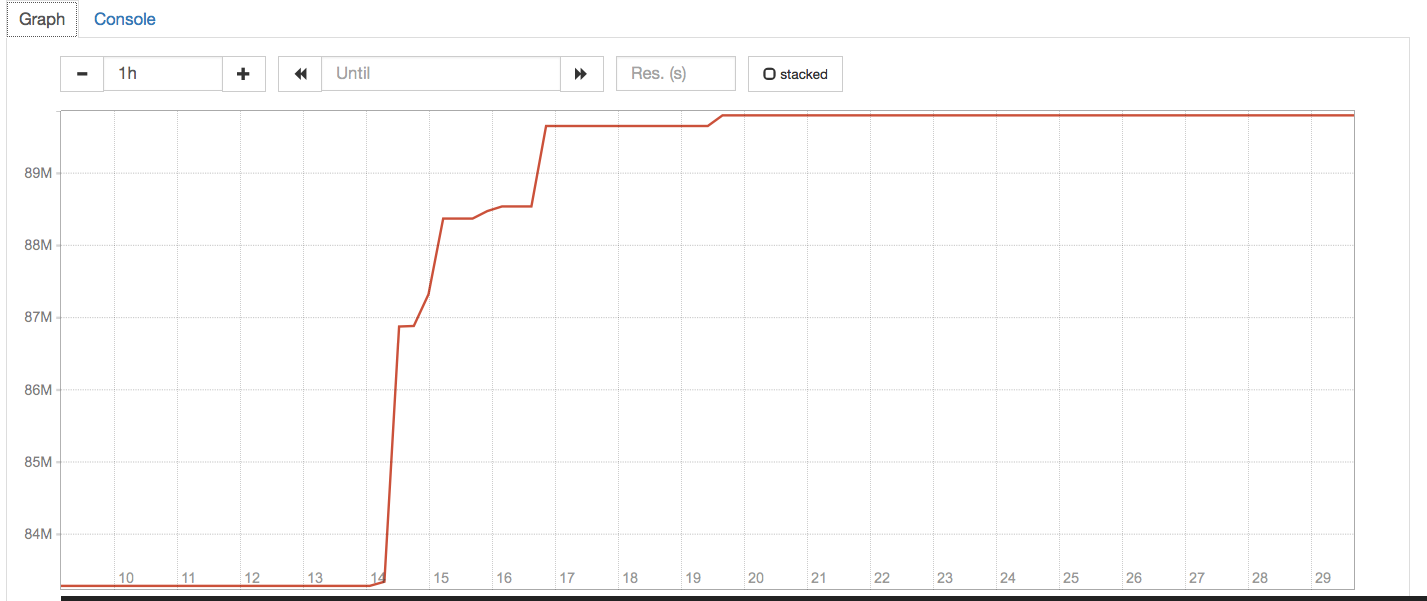 Graph Console
1h Until Res. (s) stacked
89M
88M
87M
86M
85M
84M
10 11 12 13 14 15 16 17 18 19 20 21 22 23 24 25 26 27 28 29